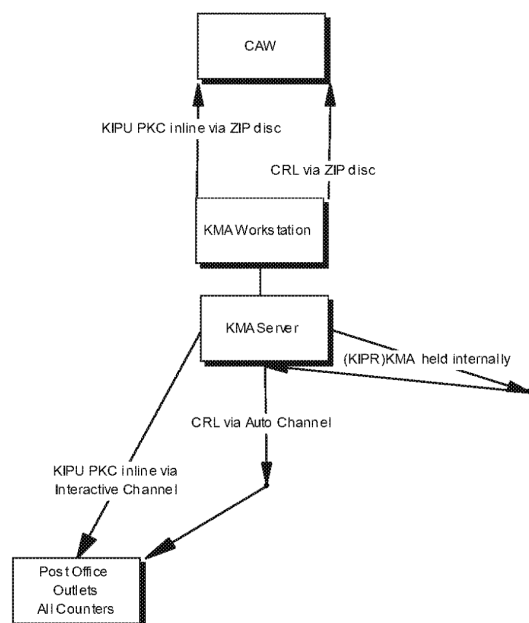 CAW
KIPU PKC inline via ZIP disc
CRL via ZIP disc
KMA Workstation
KMA Server
(KIPR)KMA held internally
CRL via Auto Channel
KIPU PKC inline via
Interactive Channel
Post Office
Outlets
All Counters